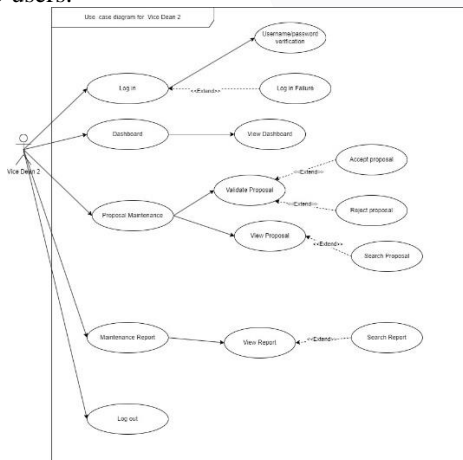 users.
Use case diagram for Vice Dean 2
Username/password
verification
Log in
<<Extend>>
Log in Failure
Dashboard
View Dashboard
Vice Dean 2
Accept proposal
<<Extend>>
Validate Proposal
Proposal Maintenance
<<Extend>>
Reject proposal
View Proposal
<<Extend>>
Search Proposal
Maintenance Report
View Report
<<Extend>>
Search Report
Log out